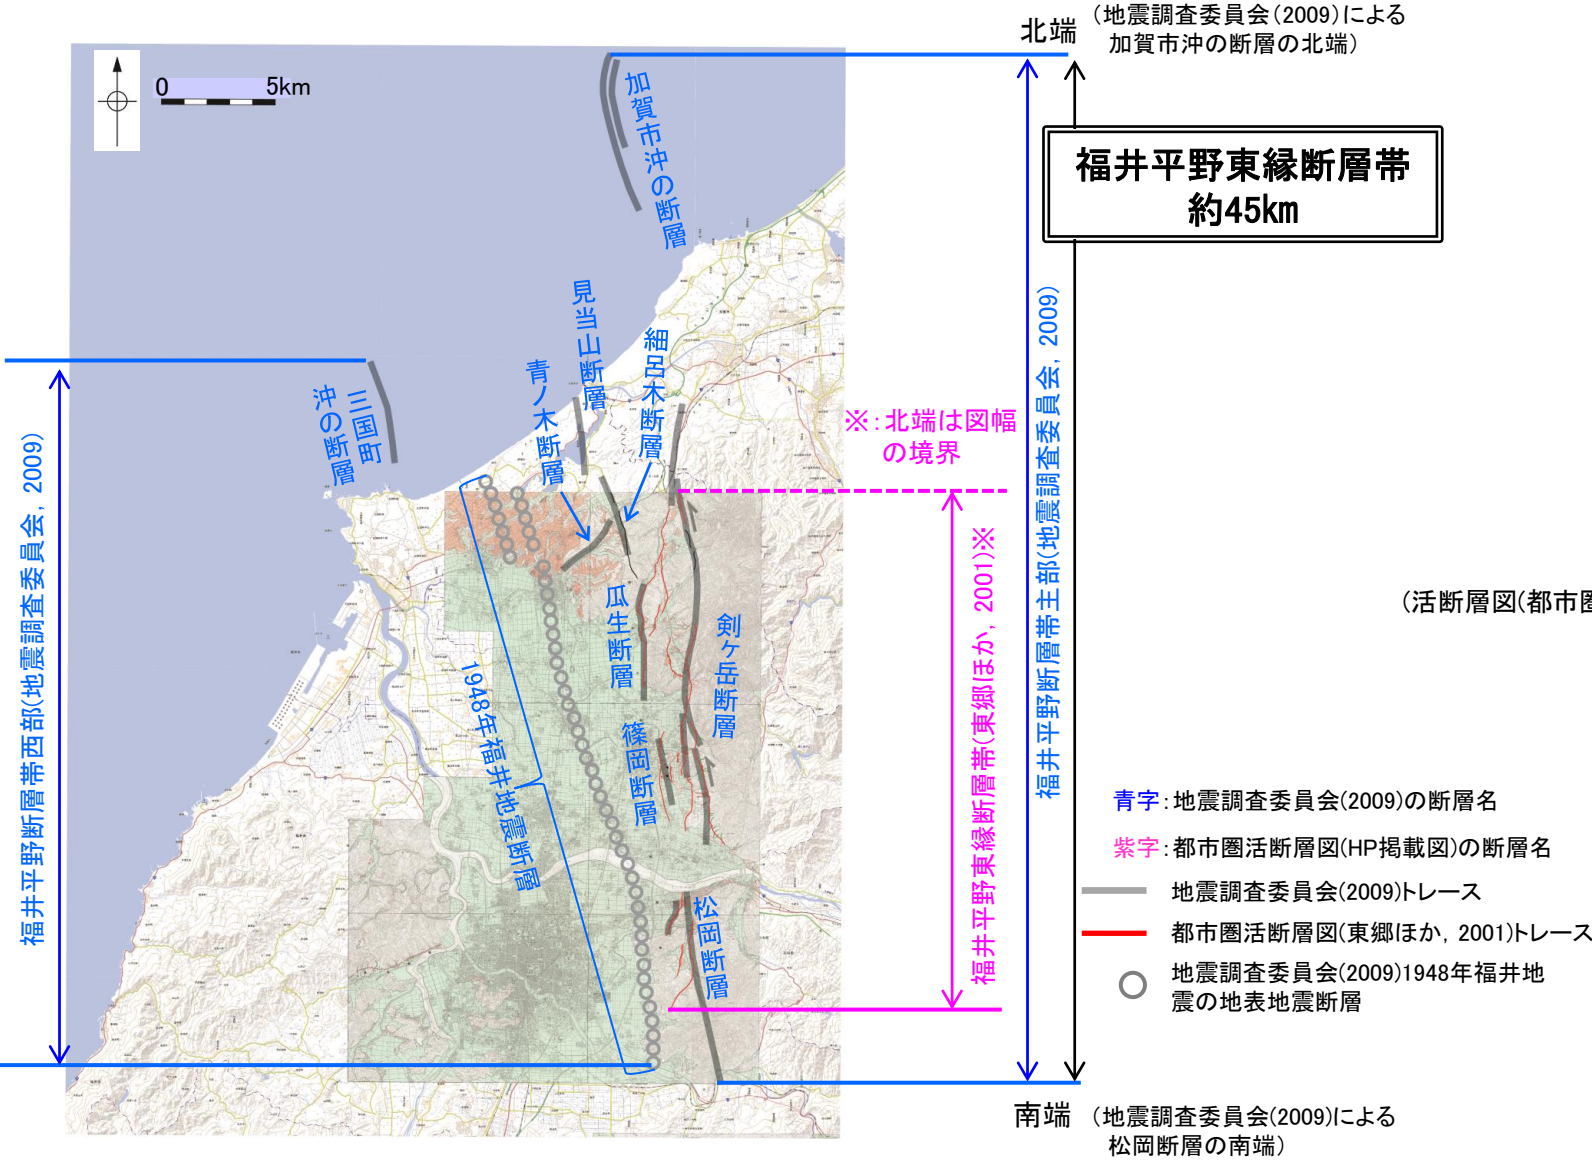 北端
(地震調査委員会(2009)による
加賀市沖の断層の北端)
0 5km
加賀市沖の断層
福井平野東縁断層帯
約45km
見当山断層
細呂木断層
青ノ木断層
三国町
沖の断層
※:北端は図幅
の境界
福井平野断層帯西部(地震調査委員会, 2009)
福井平野東縁断層帯(東郷ほか, 2001)※
福井平野断層帯主部(地震調査委員会, 2009)
(活断層図(都市圏
瓜生断層
剣ヶ岳断層
1948年福井地震断層
篠岡断層
松岡断層
青字:地震調査委員会(2009)の断層名
紫字:都市圏活断層図(HP掲載図)の断層名
地震調査委員会(2009)トレース
都市圏活断層図(東郷ほか, 2001)トレース
地震調査委員会(2009)1948年福井地
震の地表地震断層
南端
(地震調査委員会(2009)による
松岡断層の南端)